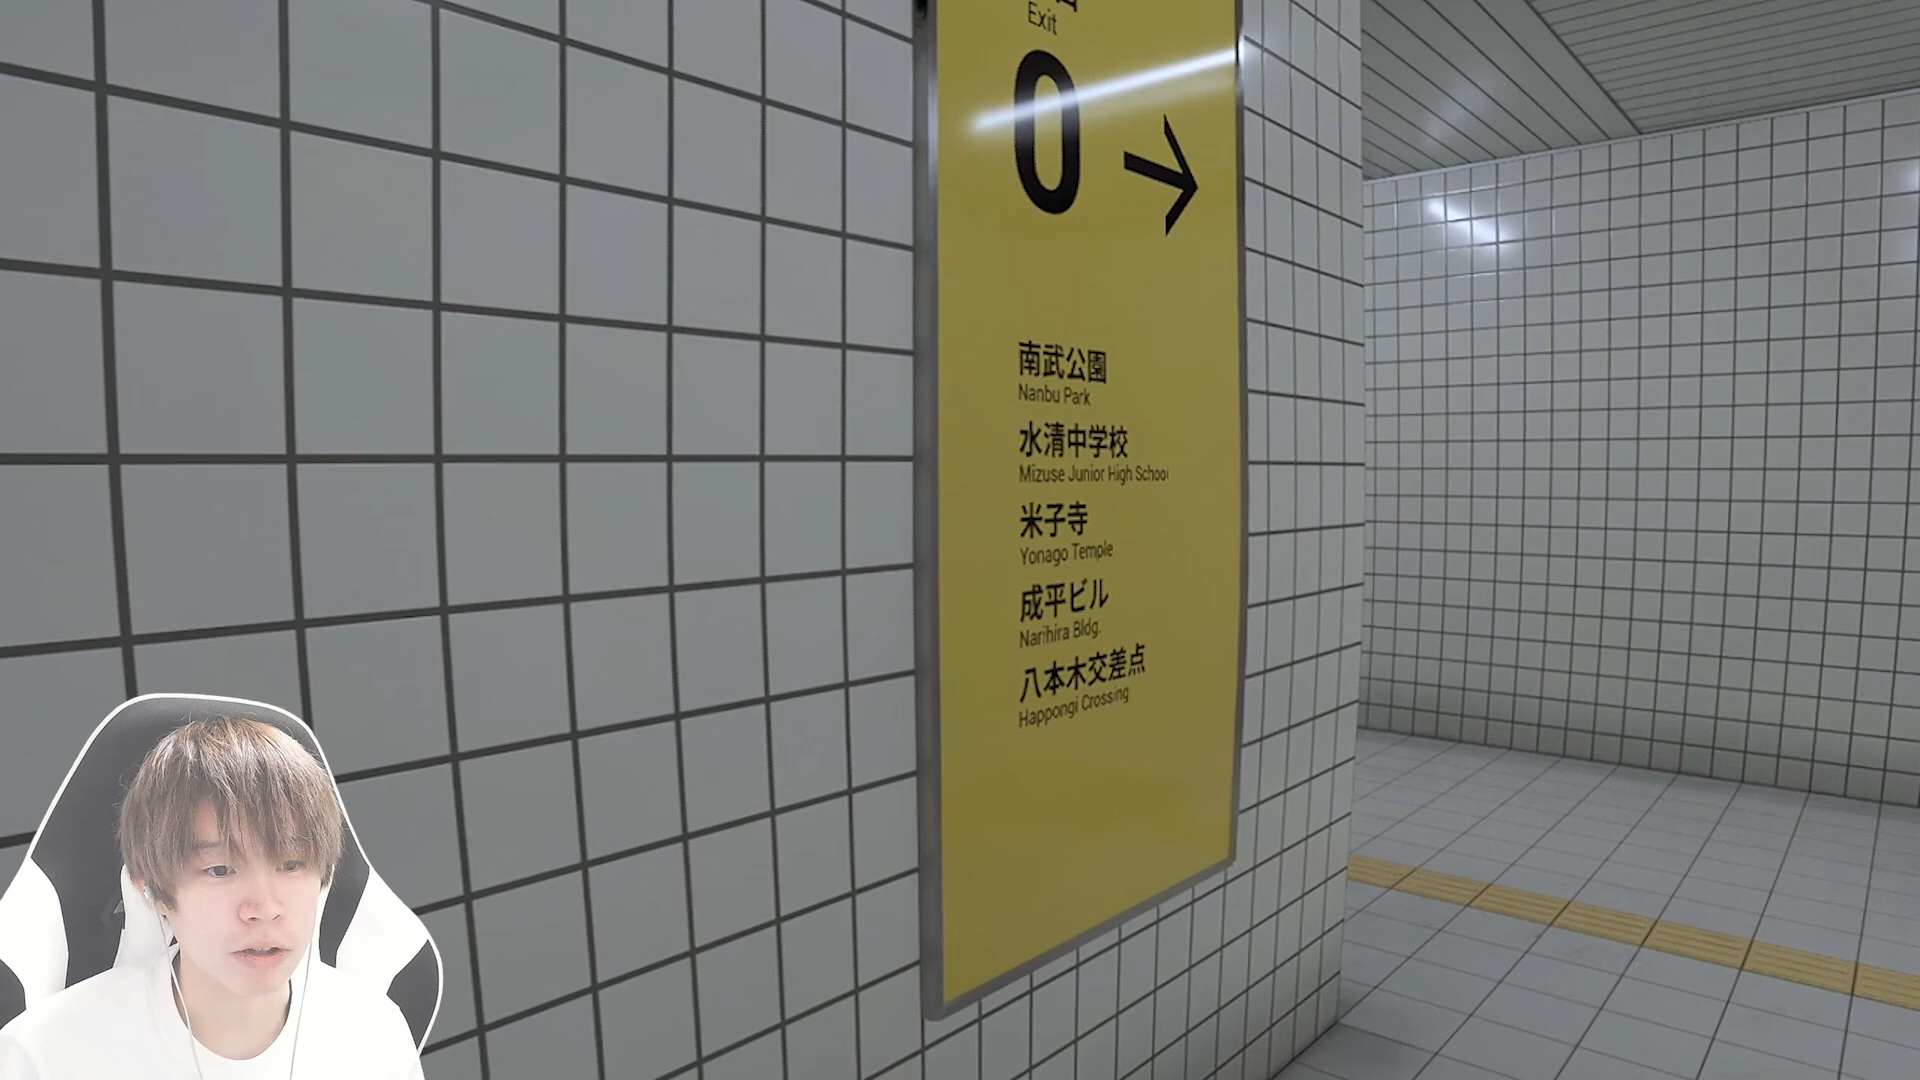 Exit
0
南武公園
Nanbu Park
水清中学校
Mizuse Junior High School
米子寺
Yonago Temple
成平ビル
Narihira Bldg.
八本木交差点
Happongi Crossing